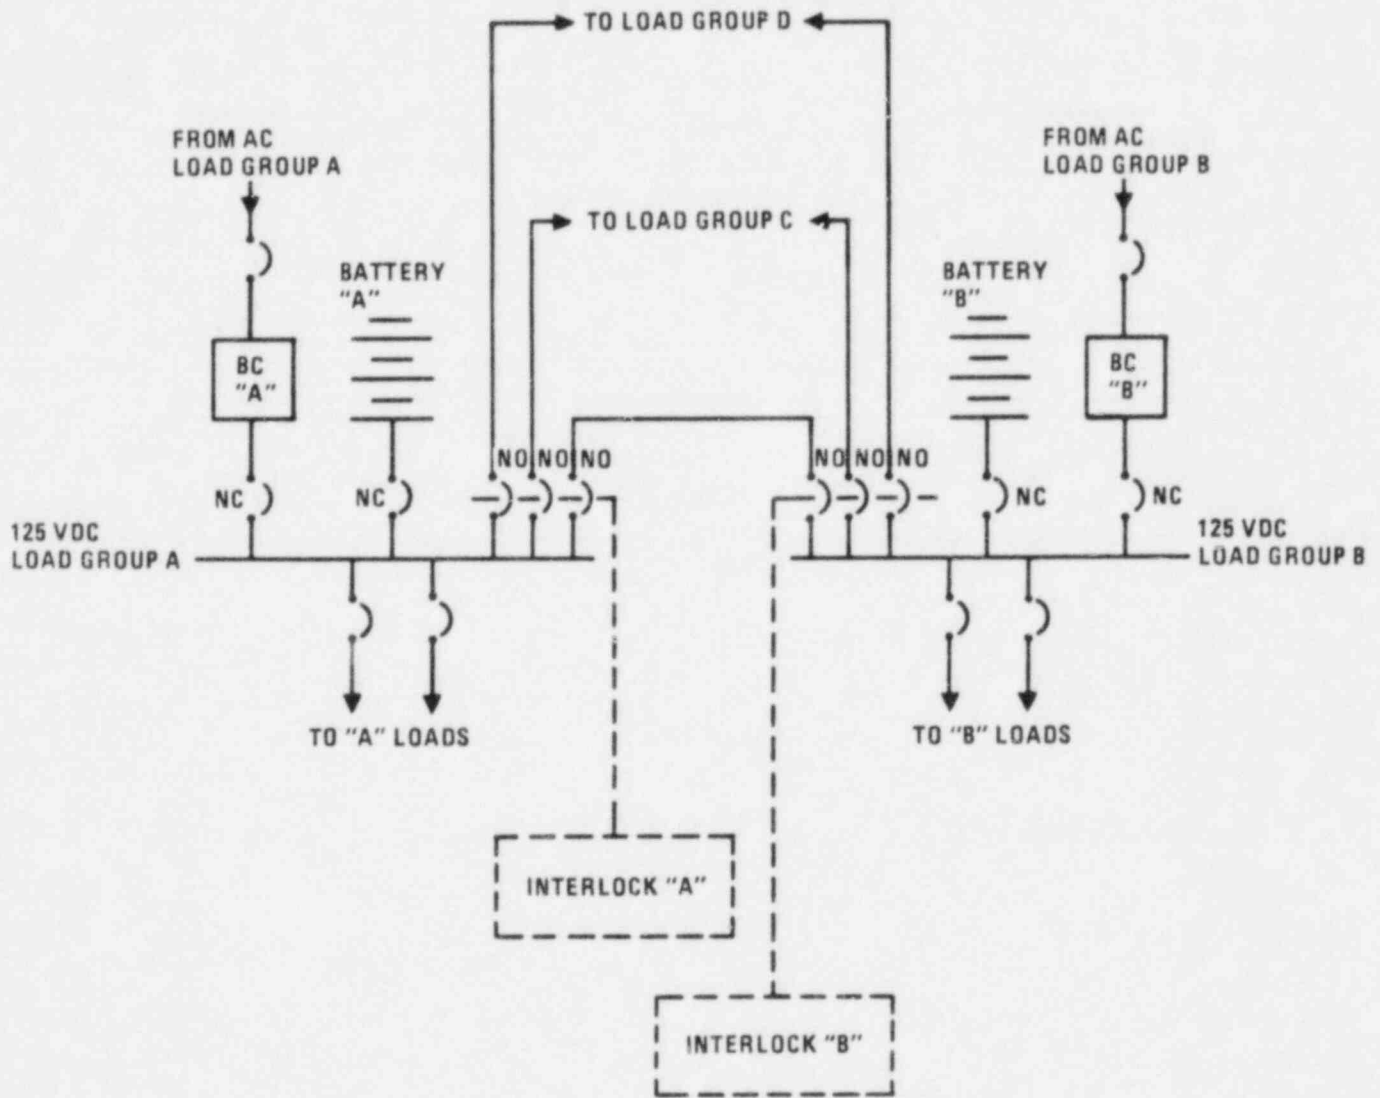 TO LOAD GROUP D
FROM AC
LOAD GROUP A
FROM AC
LOAD GROUP B
TO LOAD GROUP C
BATTERY
"A"
BATTERY
"B"
BC
"A"
BC
"B"
NO NO NO
NO NO NO
NC
NC
NC
NC
125 VDC
LOAD GROUP A
125 VDC
LOAD GROUP B
TO "A" LOADS
TO "B" LOADS
INTERLOCK "A"
INTERLOCK "B"